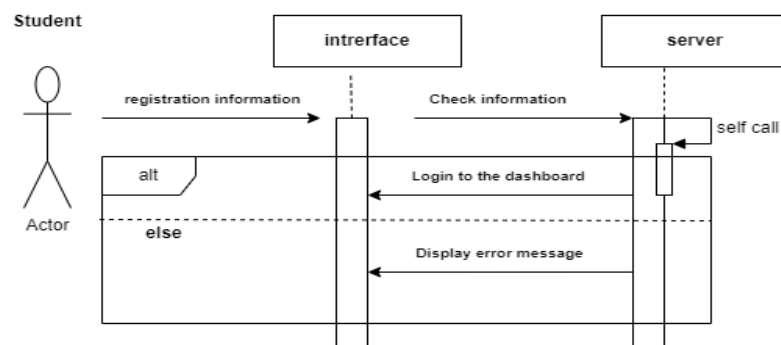 Student
intrerface
server
registration information
Check information
self call
alt
Login to the dashboard
Actor
else
Display error message